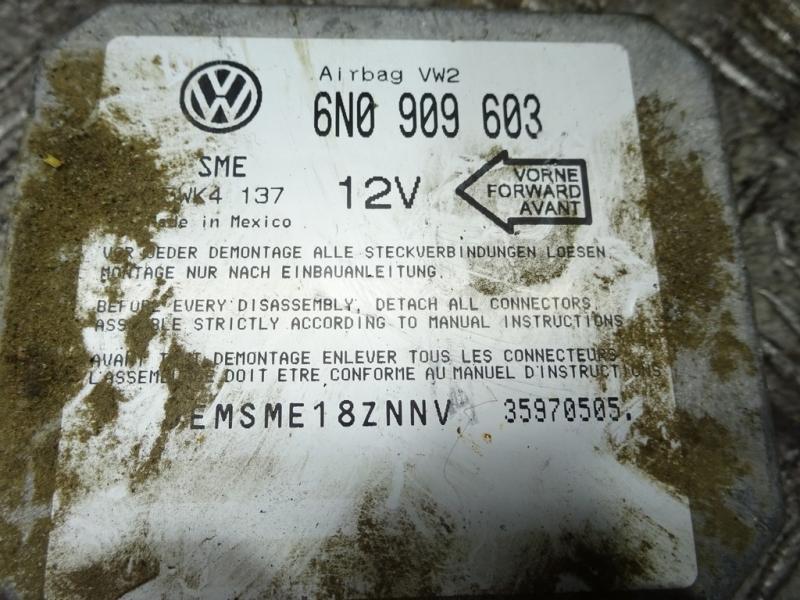 Airbag VW2
6N0 909 603
SME
WK4 137
12V
VORNE
FORWARD
AVANT
in Mexico
VOR JEDER DEMONTAGE ALLE STECKVERBINDUNGEN LOESEN
MONTAGE NUR NACH EINBAUANLEITUNG.
BEFORE EVERY DISASSEMBLY, DETACH ALL CONNECTORS
STRICTLY ACCORDING TO MANUAL INSTRUCTIONS
DEMONTAGE ENLEVER TOUS LES CONNECTEURS
DOIT ETRE CONFORME AU MANUEL D'INSTRUCTIONS
EMSME18ZNNV 35970505.